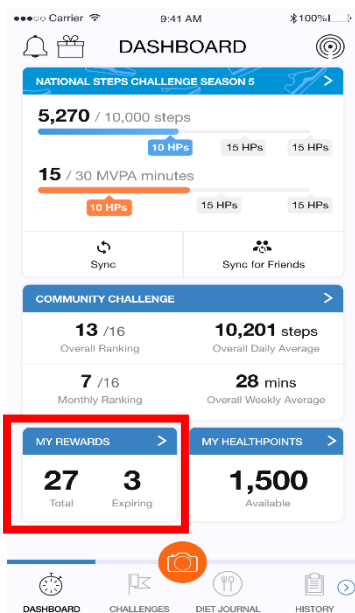 Carrier 9:41 AM 100%
DASHBOARD
NATIONAL STEPS CHALLENGE SEASON 5 >
5,270 / 10,000 steps
10 HPs 15 HPs 15 HPs
15 / 30 MVPA minutes
10 HPs 15 HPs 15 HPs
Sync Sync for Friends
COMMUNITY CHALLENGE >
13 /16 10,201 steps
Overall Ranking Overall Daily Average
7 /16 28 mins
Monthly Ranking Overall Weekly Average
MY REWARDS > MY HEALTHPOINTS >
27 3 1,500
Total Expiring Available
DASHBOARD CHALLENGES DIET JOURNAL HISTORY